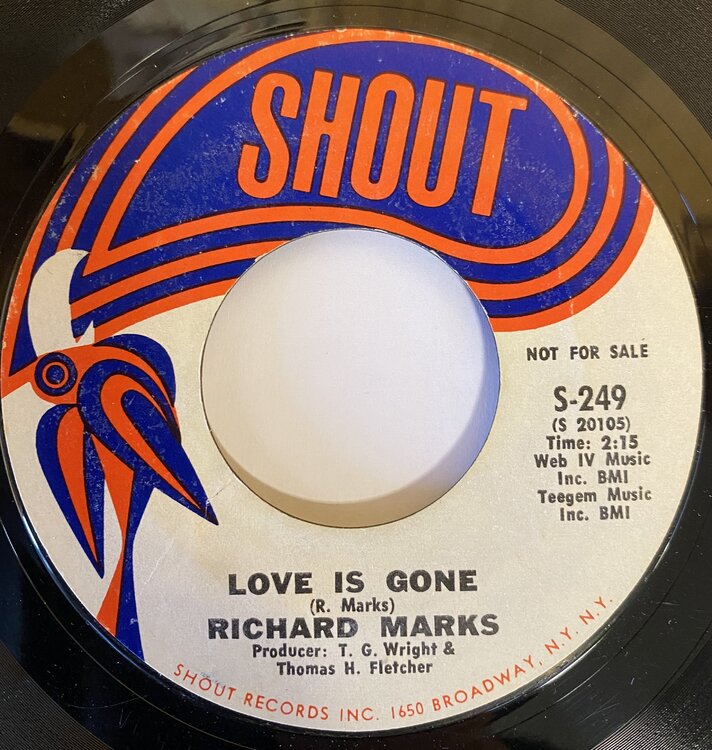 SHOUT
NOT FOR SALE
S-249
(S 20105)
Time: 2:15
Web IV Music
Inc. BMI
Teegem Music
Inc. BMI
LOVE IS GONE
(R. Marks)
RICHARD MARKS
Producer: T. G. Wright &
Thomas H. Fletcher
SHOUT RECORDS INC. 1650 BROADWAY, N.Y. N.Y.